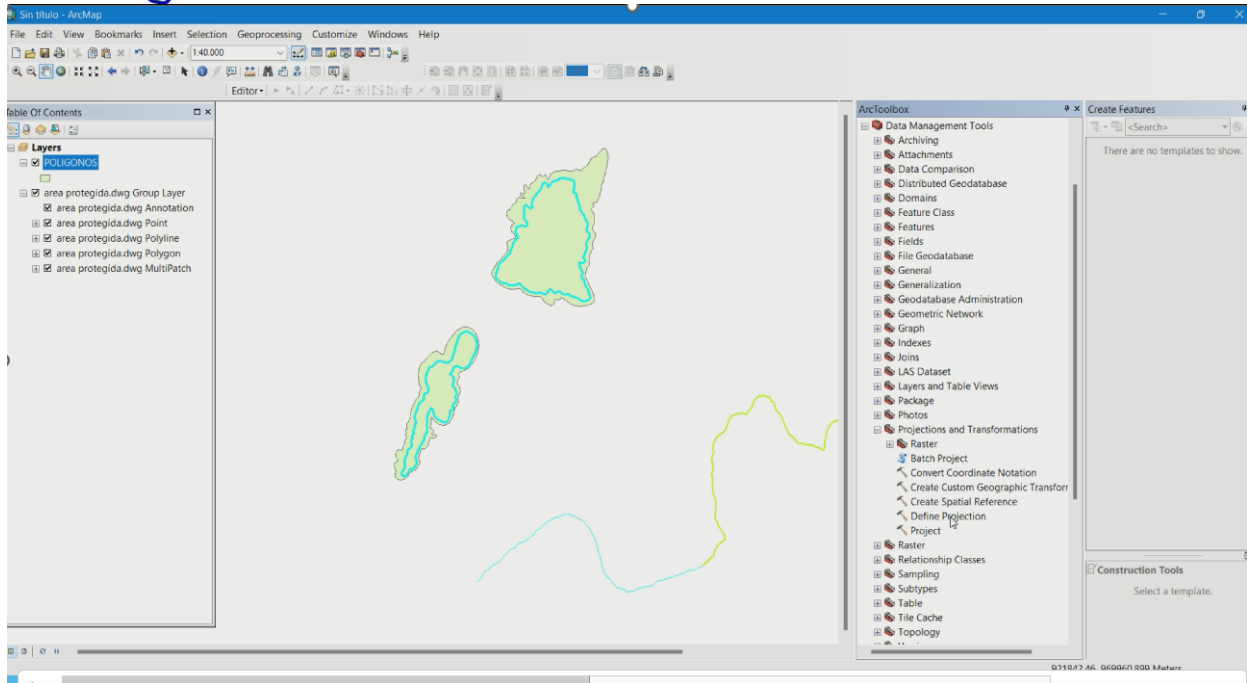 Sin título - ArcMap
File Edit View Bookmarks Insert Selection Geoprocessing Customize Windows Help
1:40.000
Editor
Table Of Contents
Layers
POLIGONOS
area protegida.dwg Group Layer
area protegida.dwg Annotation
area protegida.dwg Point
area protegida.dwg Polyline
area protegida.dwg Polygon
area protegida.dwg MultiPatch
ArcToolbox
Data Management Tools
Archiving
Attachments
Data Comparison
Distributed Geodatabase
Domains
Feature Class
Features
Fields
File Geodatabase
General
Generalization
Geodatabase Administration
Geometric Network
Graph
Indexes
Joins
LAS Dataset
Layers and Table Views
Package
Photos
Projections and Transformations
Raster
Batch Project
Convert Coordinate Notation
Create Custom Geographic Transforr
Create Spatial Reference
Define Projection
Project
Raster
Relationship Classes
Sampling
Subtypes
Table
Tile Cache
Topology
Create Features
<Search>
There are no templates to show.
Construction Tools
Select a template.